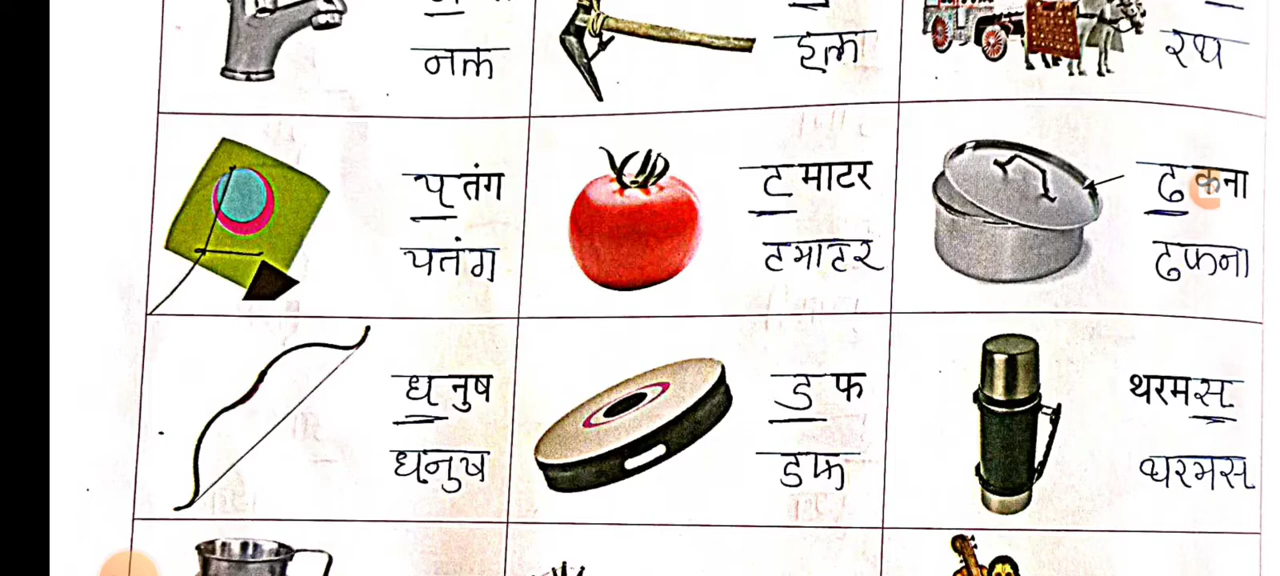 नल
हल
रथ
पतंग
टमाटर
ढकना
पतंग
टमाटर
ढकना
धनुष
डफ
थरमस
धनुष
डफ
थरमस